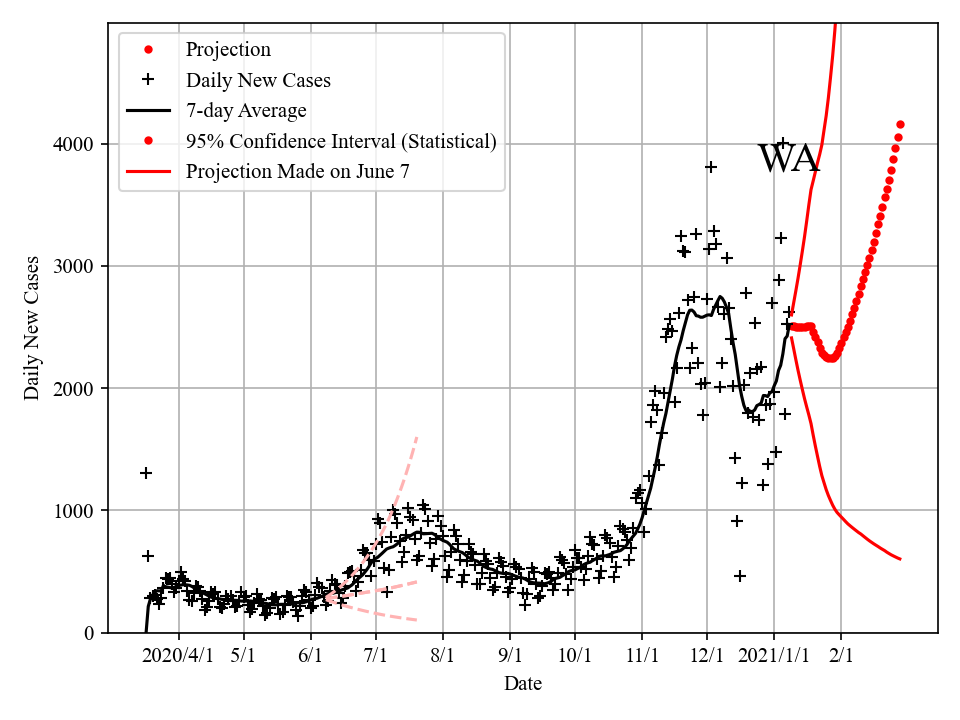 Projection
Daily New Cases
7-day Average
95% Confidence Interval (Statistical)
Projection Made on June 7
WA
Daily New Cases
4000
3000
2000
1000
0
2020/4/1 5/1 6/1 7/1 8/1 9/1 10/1 11/1 12/1 2021/1/1 2/1
Date